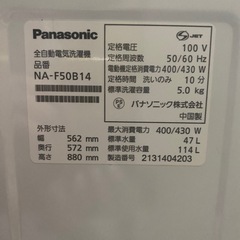 Panasonic
全自動電気洗濯機
品番
NA-F50B14
外形寸法
幅 562 mm
奥行 572 mm
高さ 880 mm
JET
定格電圧 100 V
定格周波数 50/60 Hz
電動機定格消費電力 400/430 W
定格時間 洗いのみ 10分
標準洗濯容量 5.0 kg
パナソニック株式会社
中国製
最大消費電力 400/430 W
標準水量 47 L
標準使用水量 114 L
製造番号 2131404203